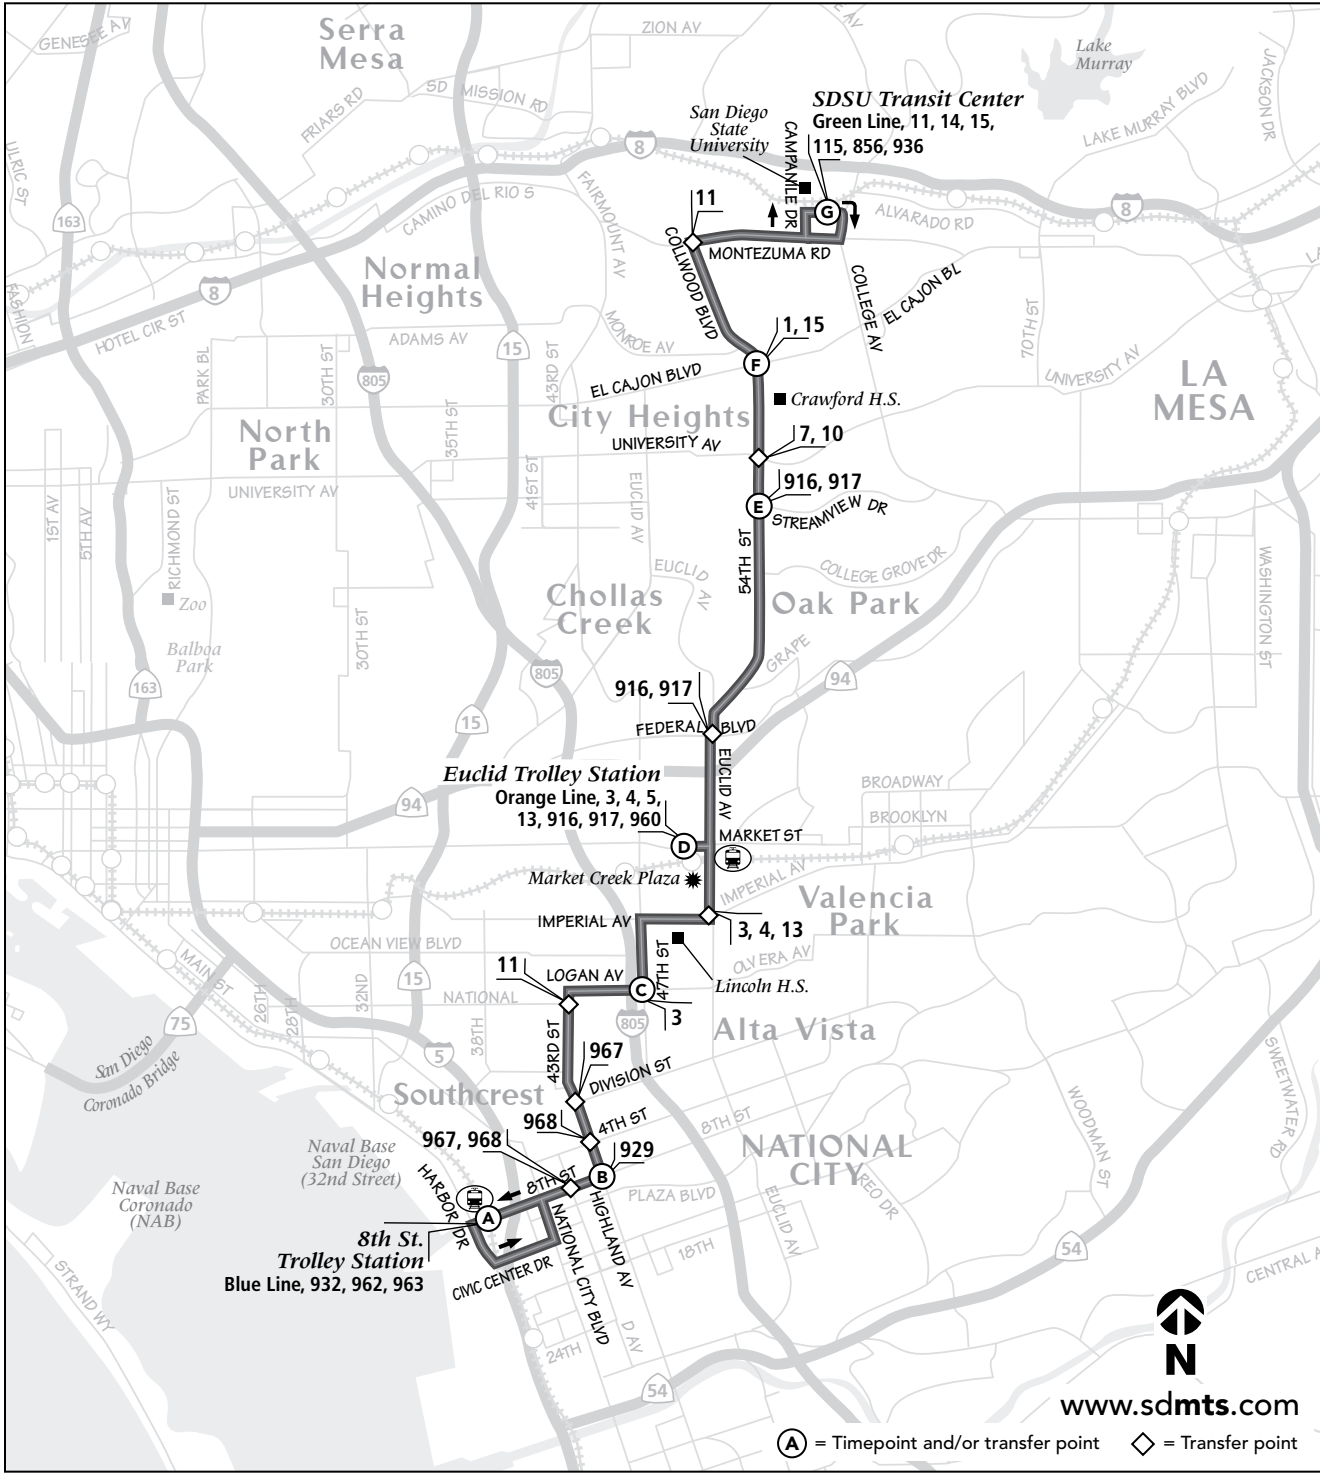 Serra
Mesa
ZION AV
GENESEE AV
FRIARS RD
SD MISSION RD
Lake
Murray
JACKSON DR
LAKE MURRAY BLVD
SDSU Transit Center
Green Line, 11, 14, 15,
115, 856, 936
San Diego
State
University
CAMPANILE DR
8
ULRIC ST
163
CAMINO DEL RIO S
FAIRMOUNT AV
11
G
ALVARADO RD
8
COLLWOOD BLVD
MONTEZUMA RD
Normal
Heights
COLLEGE AV
EL CAJON BL
70TH ST
8
FASHION
HOTEL CIR ST
ADAMS AV
MONROE AV
1, 15
F
15
805
PARK BL
30TH ST
43RD ST
EL CAJON BLVD
UNIVERSITY AV
LA
MESA
Crawford H.S.
City Heights
North
Park
35TH ST
UNIVERSITY AV
7, 10
UNIVERSITY AV
41ST ST
EUCLID AV
916, 917
E
STREAMVIEW DR
1ST AV
5TH AV
RICHMOND ST
54TH ST
COLLEGE GROVE DR
WASHINGTON ST
EUCLID AV
Zoo
Chollas
Creek
Oak Park
30TH ST
Balboa
Park
GRAPE
163
805
94
15
916, 917
FEDERAL BLVD
EUCLID AV
Euclid Trolley Station
Orange Line, 3, 4, 5,
13, 916, 917, 960
94
BROADWAY
BROOKLYN
MARKET ST
D
Market Creek Plaza
IMPERIAL AV
Valencia
Park
IMPERIAL AV
3, 4, 13
OCEAN VIEW BLVD
47TH ST
OLVERA AV
Lincoln H.S.
MAIN ST
26TH
28TH
32ND
15
NATIONAL
38TH
11
LOGAN AV
C
3
805
Alta Vista
75
San Diego
Coronado Bridge
5
43RD ST
967
DIVISION ST
Southcrest
968
4TH ST
8TH ST
WOODMAN ST
SWEETWATER RD
967, 968
929
B
NATIONAL
CITY
Naval Base
San Diego
(32nd Street)
Naval Base
Coronado
(NAB)
HARBOR DR
8TH ST
PLAZA BLVD
REO DR
EUCLID AV
A
8th St.
Trolley Station
Blue Line, 932, 962, 963
CIVIC CENTER DR
NATIONAL CITY BLVD
HIGHLAND AV
18TH
54
CENTRAL A
STRAND WY
D AV
24TH
54
N
www.sdmts.com
A = Timepoint and/or transfer point
= Transfer point